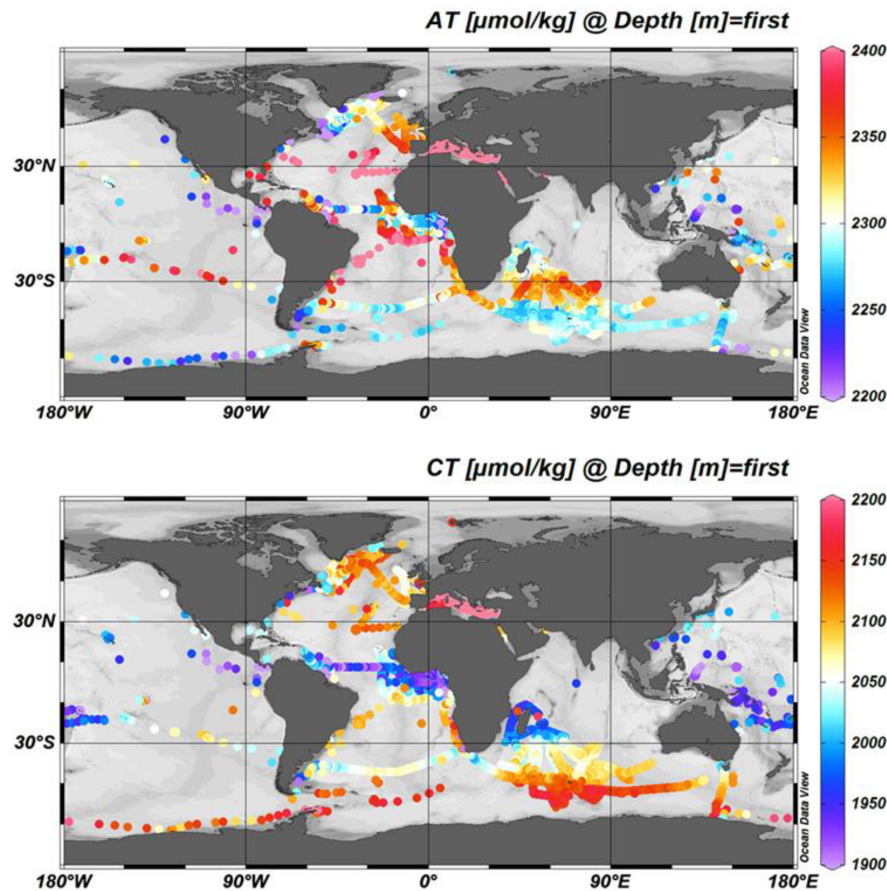 AT [µmol/kg] @ Depth [m]=first
2400
2350
2300
2250
2200
30°N
30°S
180°W
90°W
0°
90°E
180°E
Ocean Data View
CT [µmol/kg] @ Depth [m]=first
2200
2150
2100
2050
2000
1950
1900
30°N
30°S
180°W
90°W
0°
90°E
180°E
Ocean Data View